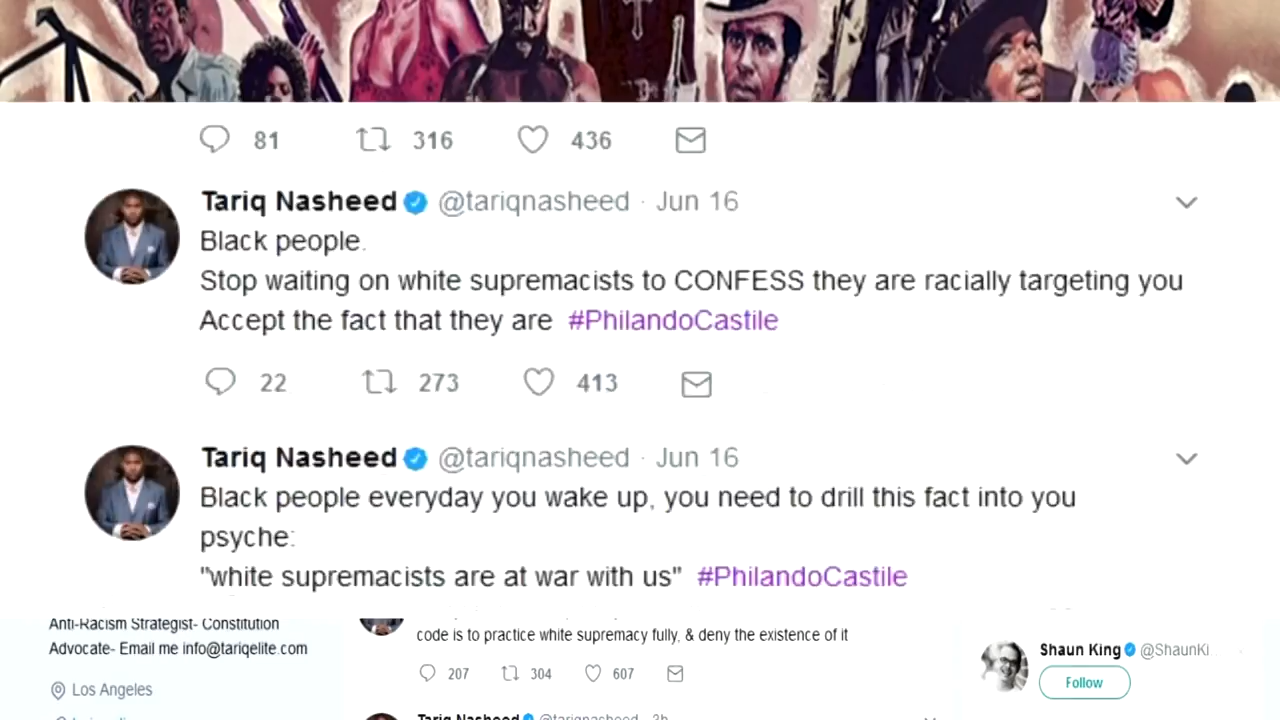 81 316 436
Tariq Nasheed @tariqnasheed · Jun 16
Black people.
Stop waiting on white supremacists to CONFESS they are racially targeting you
Accept the fact that they are #PhilandoCastile
22 273 413
Tariq Nasheed @tariqnasheed · Jun 16
Black people everyday you wake up, you need to drill this fact into you
psyche:
"white supremacists are at war with us" #PhilandoCastile
Anti-Racism Strategist- Constitution
Advocate- Email me info@tariqelite.com
Los Angeles
code is to practice white supremacy fully, & deny the existence of it
207 304 607
Tariq Nasheed @tariqnasheed
Shaun King @ShaunKi
Follow